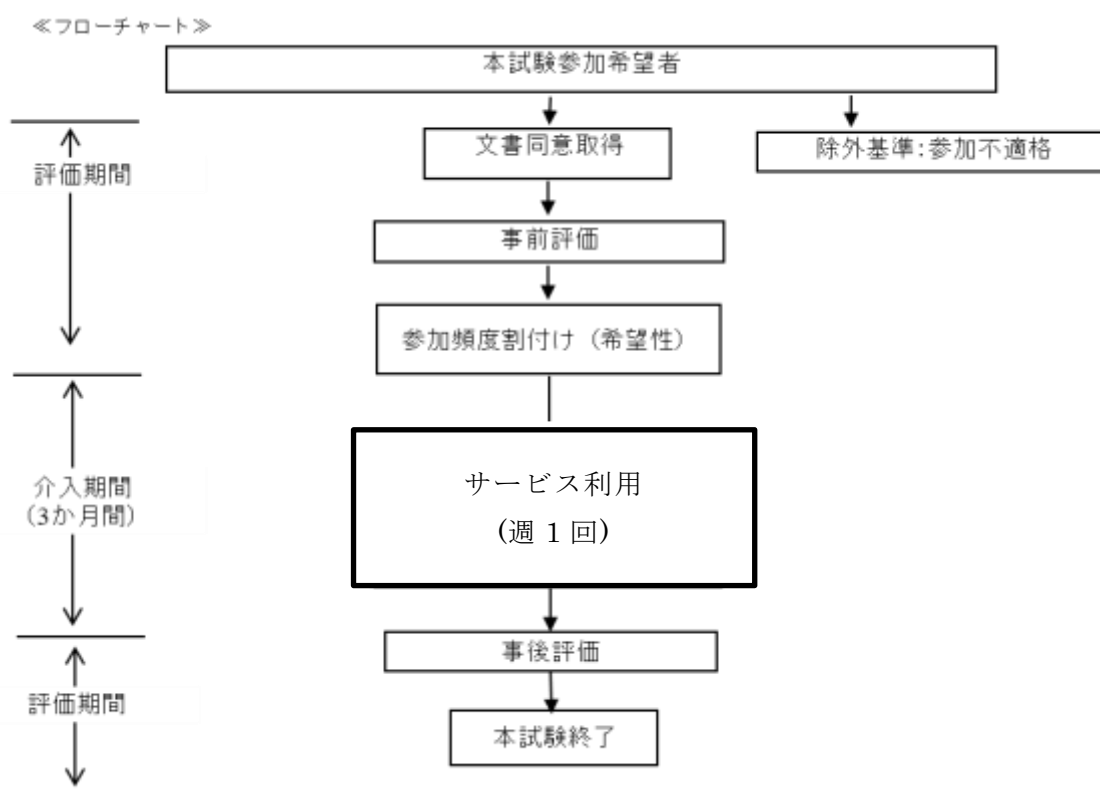 ≪フローチャート≫
本試験参加希望者
文書同意取得
除外基準:参加不適格
評価期間
事前評価
参加頻度割付け（希望性）
介入期間
(3か月間)
サービス利用
(週１回)
事後評価
評価期間
本試験終了